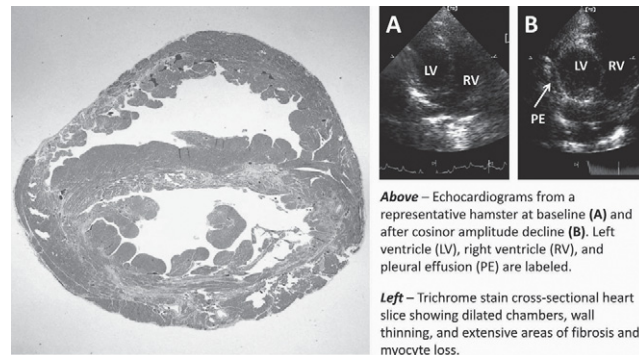 A
B
LV
RV
LV
RV
PE
Above – Echocardiograms from a
representative hamster at baseline (A) and
after cosinor amplitude decline (B). Left
ventricle (LV), right ventricle (RV), and
pleural effusion (PE) are labeled.
Left – Trichrome stain cross-sectional heart
slice showing dilated chambers, wall
thinning, and extensive areas of fibrosis and
myocyte loss.